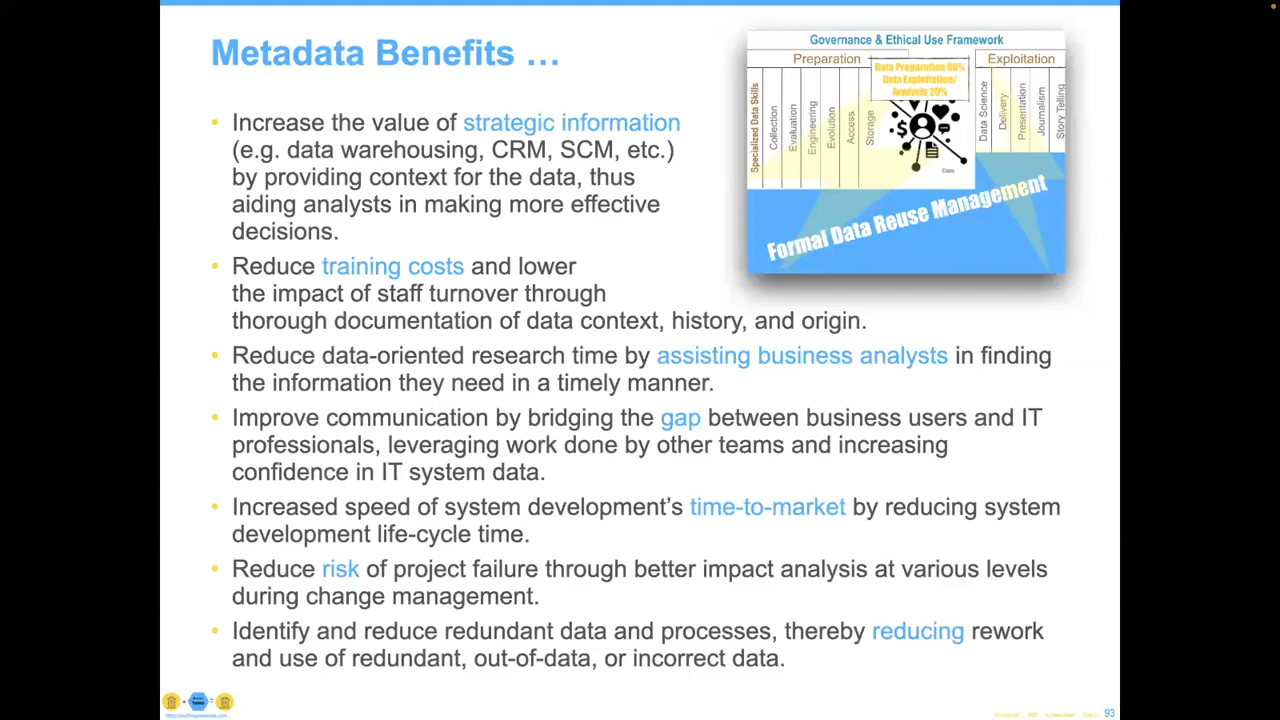 Metadata Benefits …
• Increase the value of strategic information
(e.g. data warehousing, CRM, SCM, etc.)
by providing context for the data, thus
aiding analysts in making more effective
decisions.
• Reduce training costs and lower
the impact of staff turnover through
thorough documentation of data context, history, and origin.
• Reduce data-oriented research time by assisting business analysts in finding
the information they need in a timely manner.
• Improve communication by bridging the gap between business users and IT
professionals, leveraging work done by other teams and increasing
confidence in IT system data.
• Increased speed of system development’s time-to-market by reducing system
development life-cycle time.
• Reduce risk of project failure through better impact analysis at various levels
during change management.
• Identify and reduce redundant data and processes, thereby reducing rework
and use of redundant, out-of-data, or incorrect data.
Governance & Ethical Use Framework
Preparation
Exploitation
Data Preparation 80%
Data Exploitation/
Analysis 20%
Specialized Data Skills
Collection
Evaluation
Engineering
Evolution
Access
Storage
Data Science
Delivery
Presentation
Journalism
Story Telling
Formal Data Reuse Management
93